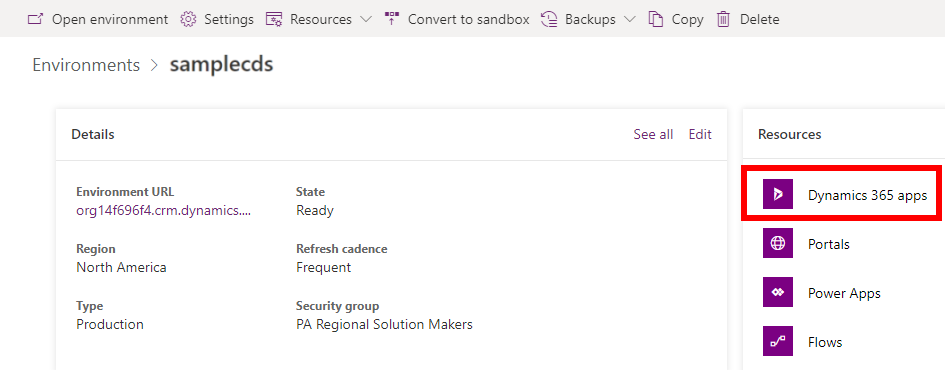 Open environment Settings Resources Convert to sandbox Backups Copy Delete
Environments > samplecds
Details
See all Edit
Environment URL
org14f696f4.crm.dynamics....
State
Ready
Region
North America
Refresh cadence
Frequent
Type
Production
Security group
PA Regional Solution Makers
Resources
Dynamics 365 apps
Portals
Power Apps
Flows